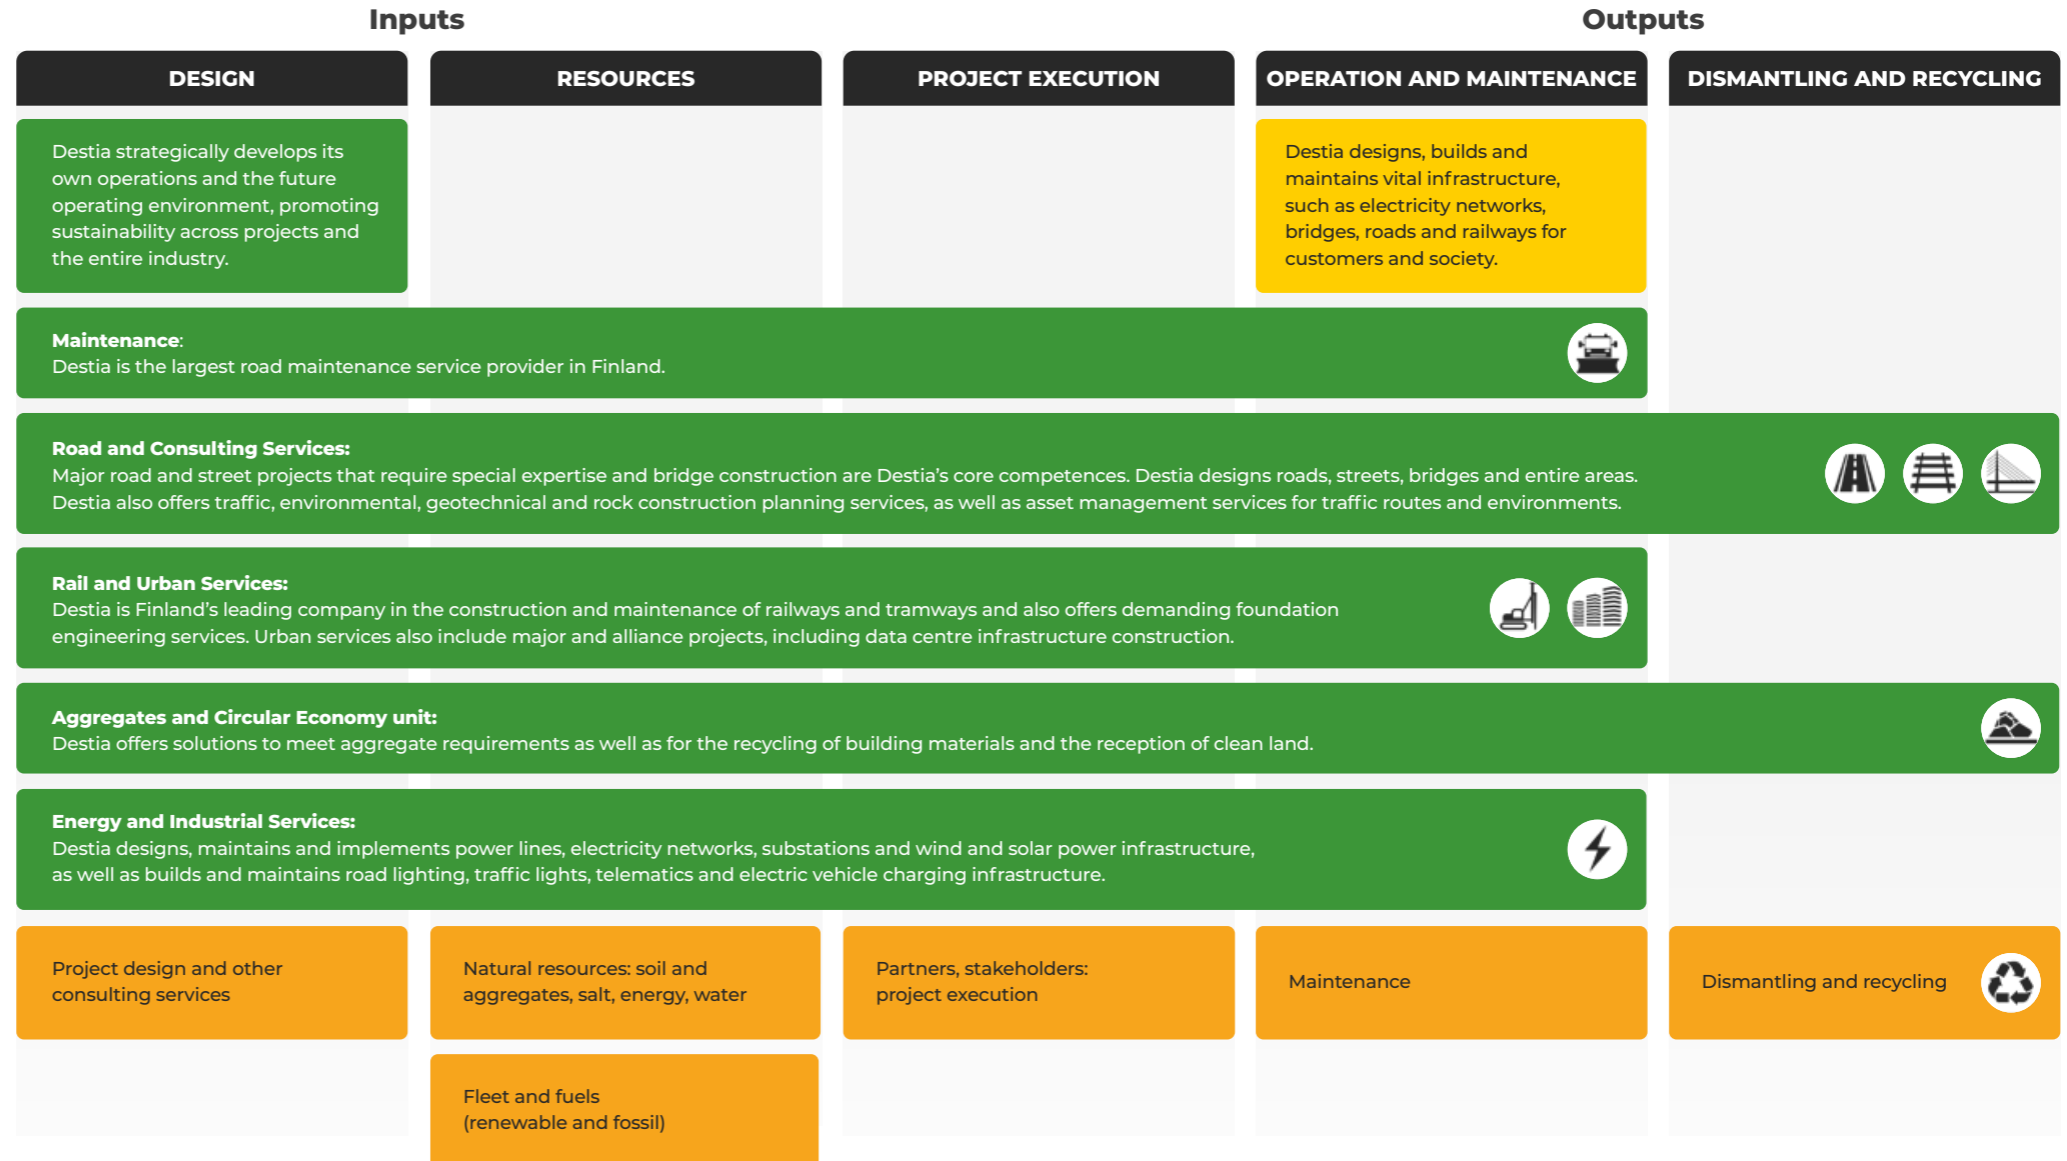 Inputs
Outputs
DESIGN
RESOURCES
PROJECT EXECUTION
OPERATION AND MAINTENANCE
DISMANTLING AND RECYCLING
Destia strategically develops its
own operations and the future
operating environment, promoting
sustainability across projects and
the entire industry.
Destia designs, builds and
maintains vital infrastructure,
such as electricity networks,
bridges, roads and railways for
customers and society.
Maintenance:
Destia is the largest road maintenance service provider in Finland.
Road and Consulting Services:
Major road and street projects that require special expertise and bridge construction are Destia’s core competences. Destia designs roads, streets, bridges and entire areas.
Destia also offers traffic, environmental, geotechnical and rock construction planning services, as well as asset management services for traffic routes and environments.
Rail and Urban Services:
Destia is Finland’s leading company in the construction and maintenance of railways and tramways and also offers demanding foundation
engineering services. Urban services also include major and alliance projects, including data centre infrastructure construction.
Aggregates and Circular Economy unit:
Destia offers solutions to meet aggregate requirements as well as for the recycling of building materials and the reception of clean land.
Energy and Industrial Services:
Destia designs, maintains and implements power lines, electricity networks, substations and wind and solar power infrastructure,
as well as builds and maintains road lighting, traffic lights, telematics and electric vehicle charging infrastructure.
Project design and other
consulting services
Natural resources: soil and
aggregates, salt, energy, water
Partners, stakeholders:
project execution
Maintenance
Dismantling and recycling
Fleet and fuels
(renewable and fossil)